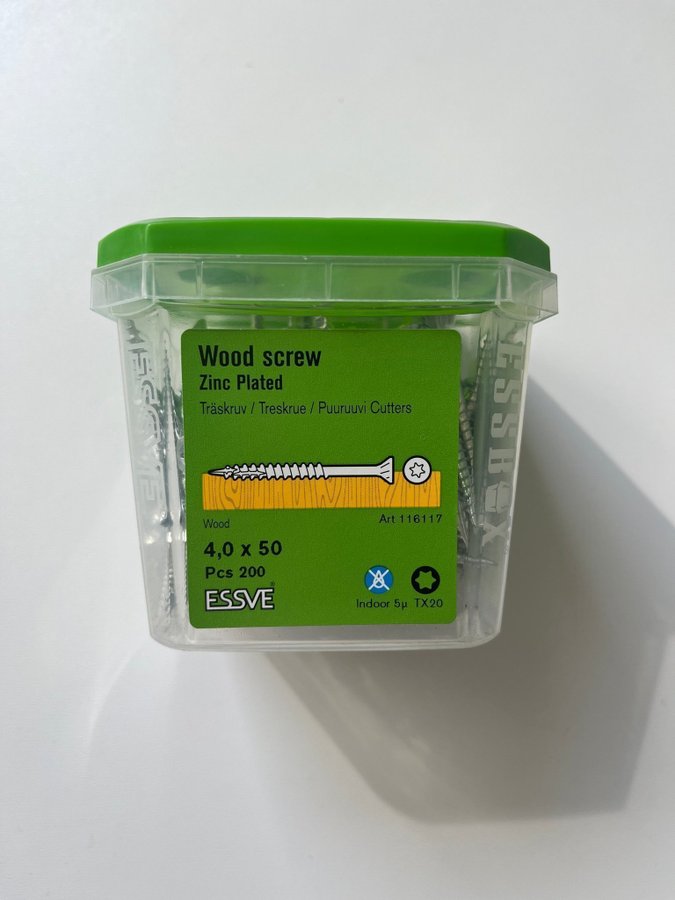 Wood screw
Zinc Plated
Träskruv / Treskrue / Puuruuvi Cutters
Wood
Art 116117
4,0 x 50
Pcs 200
ESSVE®
Indoor 5µ TX20
ESSBOX